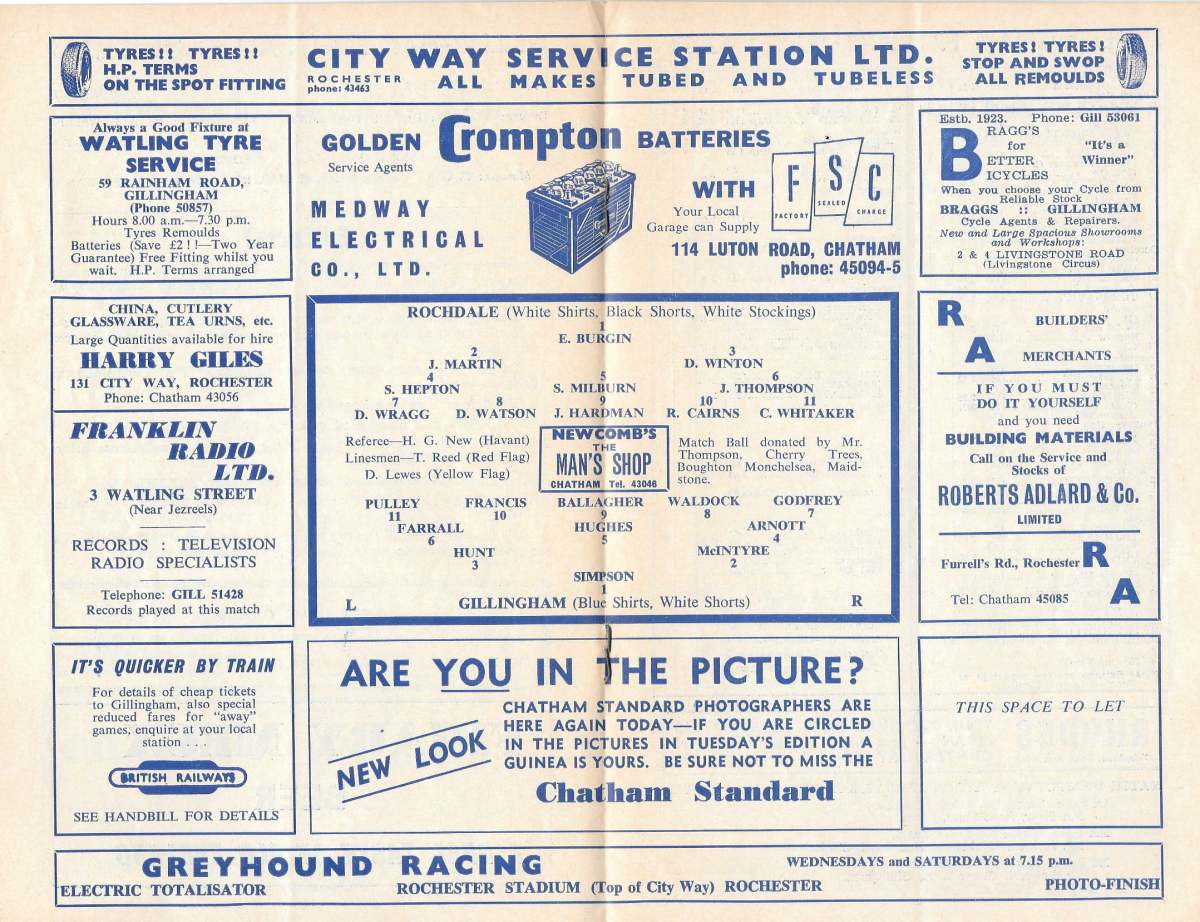 TYRES!! TYRES!!
H.P. TERMS
ON THE SPOT FITTING
CITY WAY SERVICE STATION LTD.
ROCHESTER
phone: 43463
ALL MAKES TUBED AND TUBELESS
TYRES! TYRES!
STOP AND SWOP
ALL REMOULDS
Always a Good Fixture at
WATLING TYRE
SERVICE
59 RAINHAM ROAD,
GILLINGHAM
(Phone 50857)
Hours 8.00 a.m.—7.30 p.m.
Tyres Remoulds
Batteries (Save £2!!—Two Year
Guarantee) Free Fitting whilst you
wait. H.P. Terms arranged
GOLDEN Crompton BATTERIES
Service Agents
MEDWAY
ELECTRICAL
CO., LTD.
WITH
Your Local
Garage can Supply
F S C
FACTORY SEALED CHARGE
114 LUTON ROAD, CHATHAM
phone: 45094-5
Estb. 1923. Phone: Gill 53061
BRAGG'S
for
BETTER
BICYCLES
"It's a
Winner"
When you choose your Cycle from
Reliable Stock
BRAGGS :: GILLINGHAM
Cycle Agents & Repairers.
New and Large Spacious Showrooms
and Workshops:
2 & 4 LIVINGSTONE ROAD
(Livingstone Circus)
CHINA, CUTLERY
GLASSWARE, TEA URNS, etc.
Large Quantities available for hire
HARRY GILES
131 CITY WAY, ROCHESTER
Phone: Chatham 43056
FRANKLIN
RADIO
LTD.
3 WATLING STREET
(Near Jezreels)
RECORDS : TELEVISION
RADIO SPECIALISTS
Telephone: GILL 51428
Records played at this match
ROCHDALE (White Shirts, Black Shorts, White Stockings)
1
E. BURGIN
2 3
J. MARTIN D. WINTON
4 5 6
S. HEPTON S. MILBURN J. THOMPSON
7 8 9 10 11
D. WRAGG D. WATSON J. HARDMAN R. CAIRNS C. WHITAKER
Referee—H. G. New (Havant)
Linesmen—T. Reed (Red Flag)
D. Lewes (Yellow Flag)
NEWCOMB'S
THE
MAN'S SHOP
CHATHAM Tel. 43046
Match Ball donated by Mr.
Thompson, Cherry Trees,
Boughton Monchelsea, Maid-
stone.
PULLEY FRANCIS BALLAGHER WALDOCK GODFREY
11 10 9 8 7
FARRALL HUGHES ARNOTT
6 5 4
HUNT McINTYRE
3 2
SIMPSON
1
L GILLINGHAM (Blue Shirts, White Shorts) R
R
A
BUILDERS'
MERCHANTS
IF YOU MUST
DO IT YOURSELF
and you need
BUILDING MATERIALS
Call on the Service and
Stocks of
ROBERTS ADLARD & Co.
LIMITED
Furrell's Rd., Rochester R
Tel: Chatham 45085 A
IT'S QUICKER BY TRAIN
For details of cheap tickets
to Gillingham, also special
reduced fares for "away"
games, enquire at your local
station . . .
BRITISH RAILWAYS
SEE HANDBILL FOR DETAILS
ARE YOU IN THE PICTURE?
NEW LOOK
CHATHAM STANDARD PHOTOGRAPHERS ARE
HERE AGAIN TODAY—IF YOU ARE CIRCLED
IN THE PICTURES IN TUESDAY'S EDITION A
GUINEA IS YOURS. BE SURE NOT TO MISS THE
Chatham Standard
THIS SPACE TO LET
GREYHOUND RACING
WEDNESDAYS and SATURDAYS at 7.15 p.m.
ELECTRIC TOTALISATOR
ROCHESTER STADIUM (Top of City Way) ROCHESTER
PHOTO-FINISH